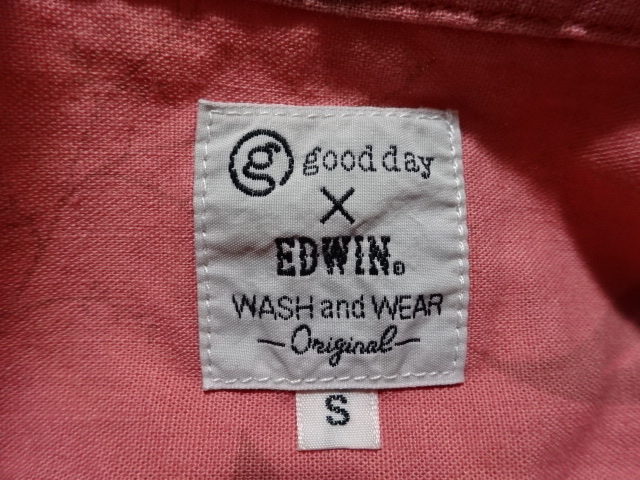 g good day
×
EDWIN®
WASH and WEAR
Original
S